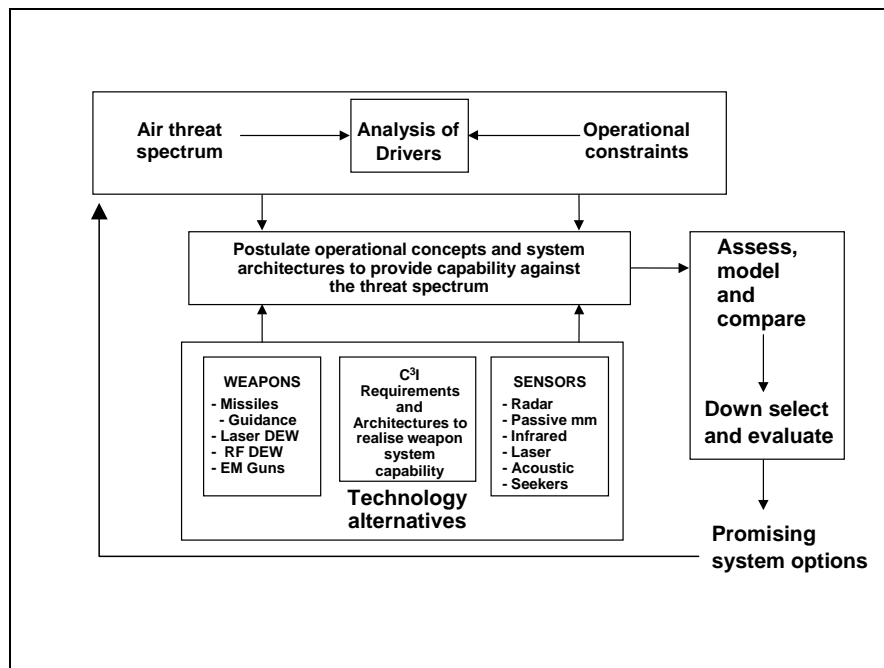 Air threat
spectrum
Analysis of
Drivers
Operational
constraints
Postulate operational concepts and system
architectures to provide capability against
the threat spectrum
Assess,
model
and
compare
Down select
and evaluate
Promising
system options
WEAPONS
- Missiles
- Guidance
- Laser DEW
- RF DEW
- EM Guns
C³I
Requirements
and
Architectures to
realise weapon
system
capability
SENSORS
- Radar
- Passive mm
- Infrared
- Laser
- Acoustic
- Seekers
Technology
alternatives